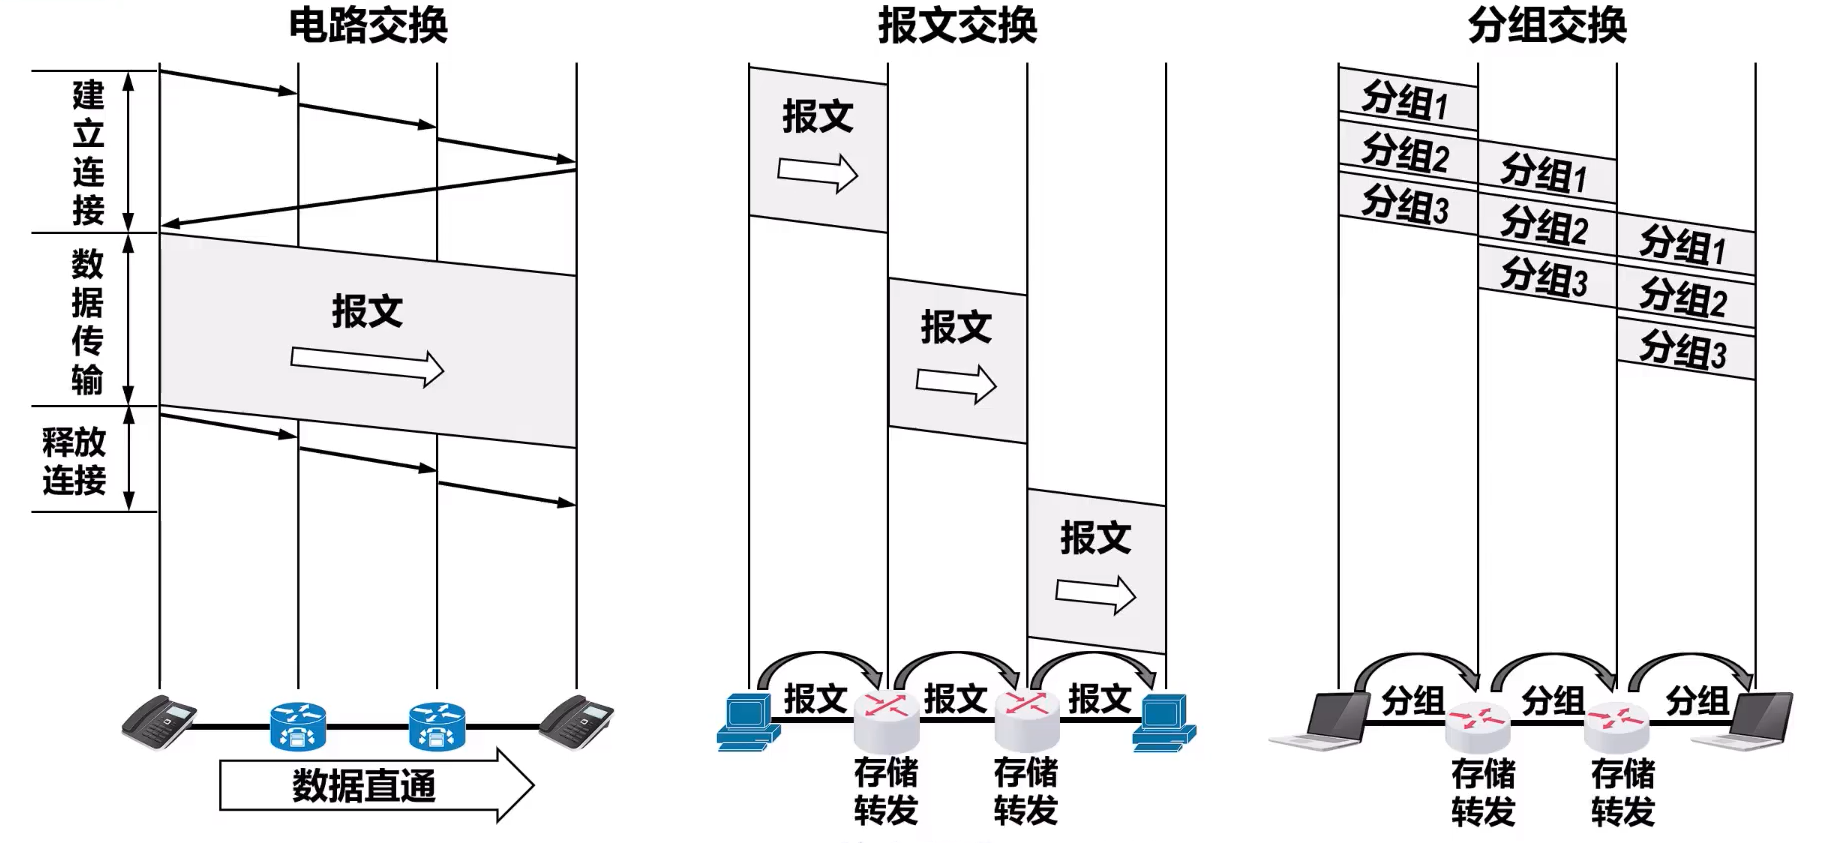 电路交换
建立连接
数据传输
释放
连接
报文
数据直通
报文交换
报文
报文
报文
报文
报文
报文
存储
转发
存储
转发
分组交换
分组1
分组2
分组1
分组3
分组2
分组1
分组3
分组2
分组3
分组
分组
分组
存储
转发
存储
转发